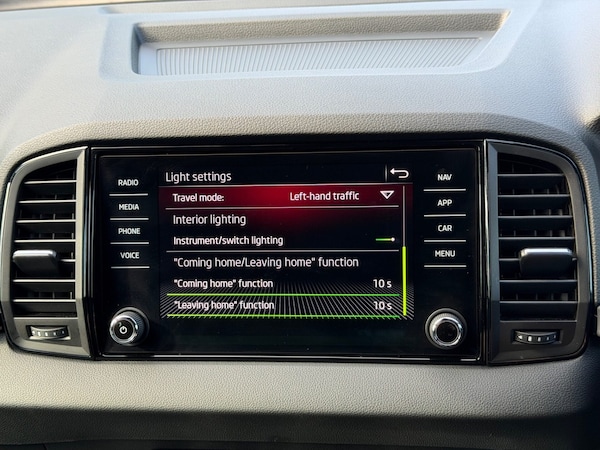 Light settings
RADIO
MEDIA
PHONE
VOICE
Travel mode: Left-hand traffic
Interior lighting
Instrument/switch lighting
"Coming home/Leaving home" function
"Coming home" function 10 s
"Leaving home" function 10 s
NAV
APP
CAR
MENU